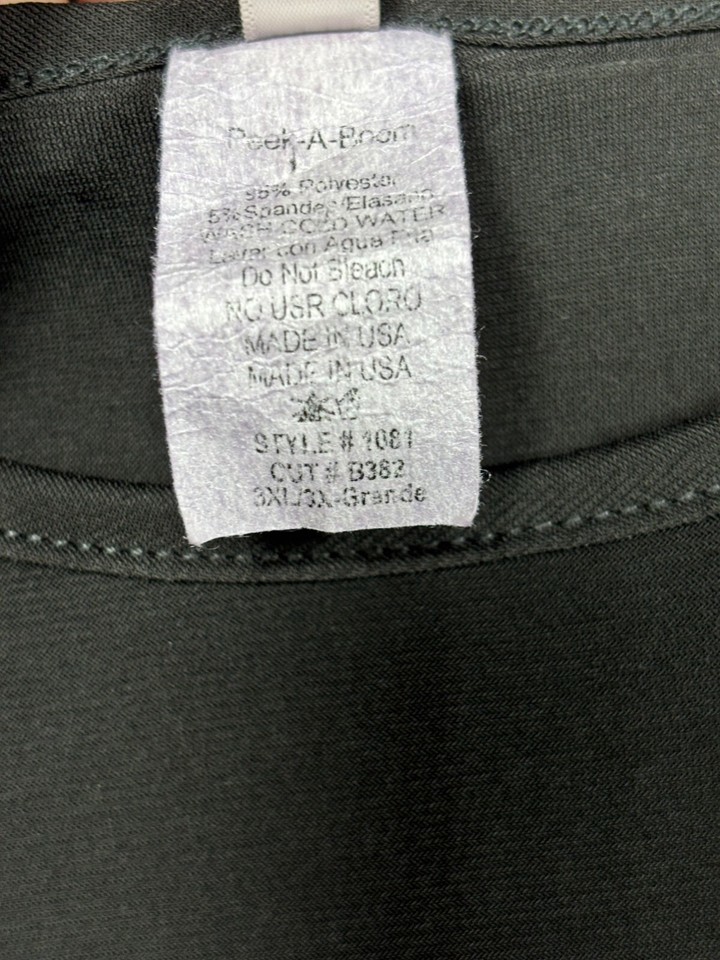 Peek-A-Boom
95% Polyester
5% Spandex/Elasano
WASH COLD WATER
Lavar con Agua Fria
Do Not Bleach
NO USR CLORO
MADE IN USA
MADE IN USA
STYLE # 1081
CUT # B382
3XL/3X-Grande